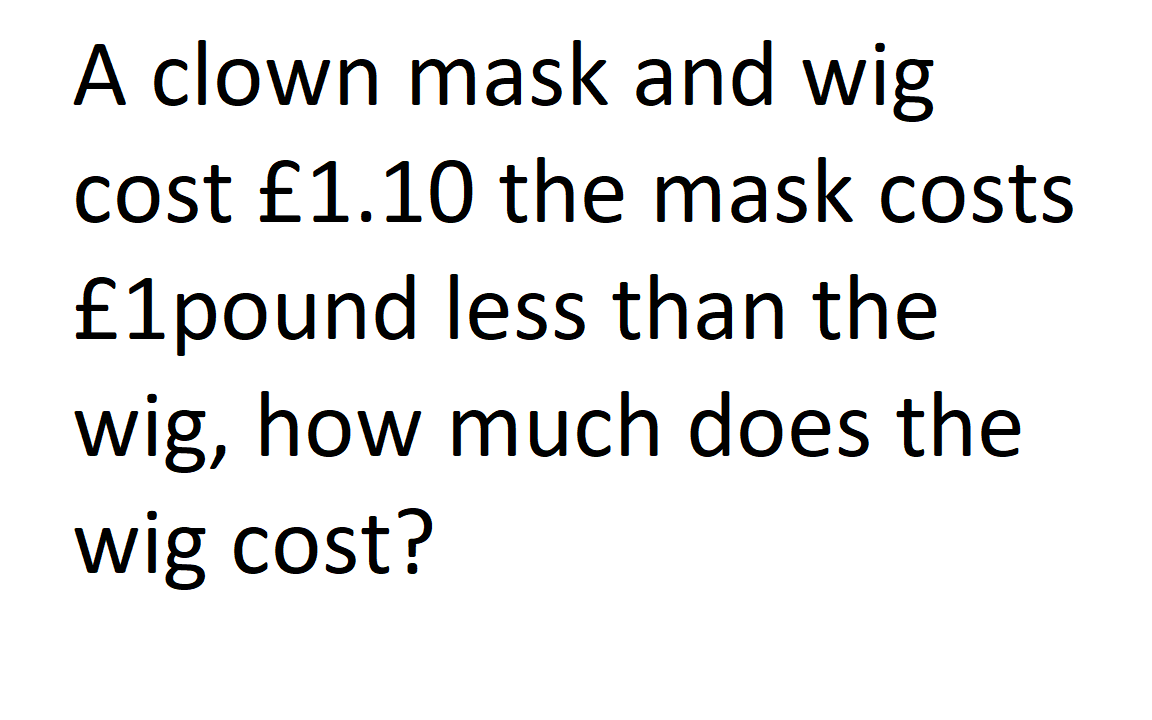 A clown mask and wig
cost £1.10 the mask costs
£1pound less than the
wig, how much does the
wig cost?